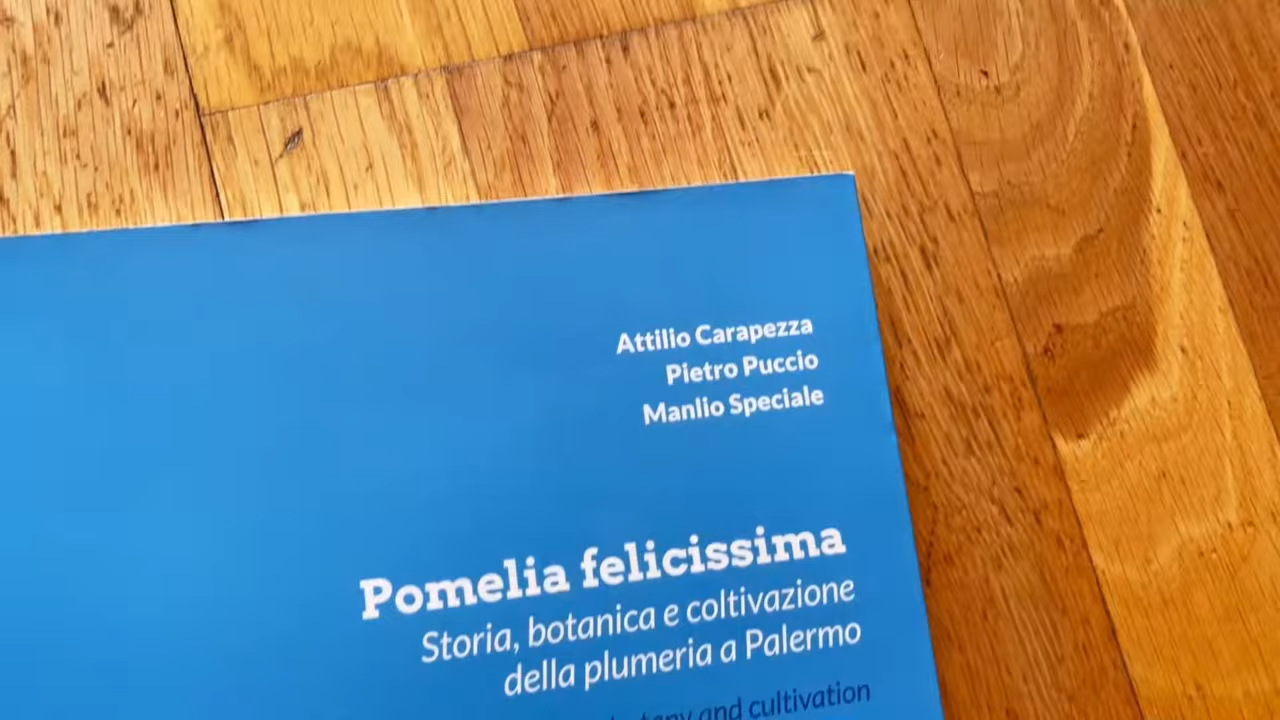 Attilio Carapezza
Pietro Puccio
Manlio Speciale
Pomelia felicissima
Storia, botanica e coltivazione
della plumeria a Palermo
and cultivation